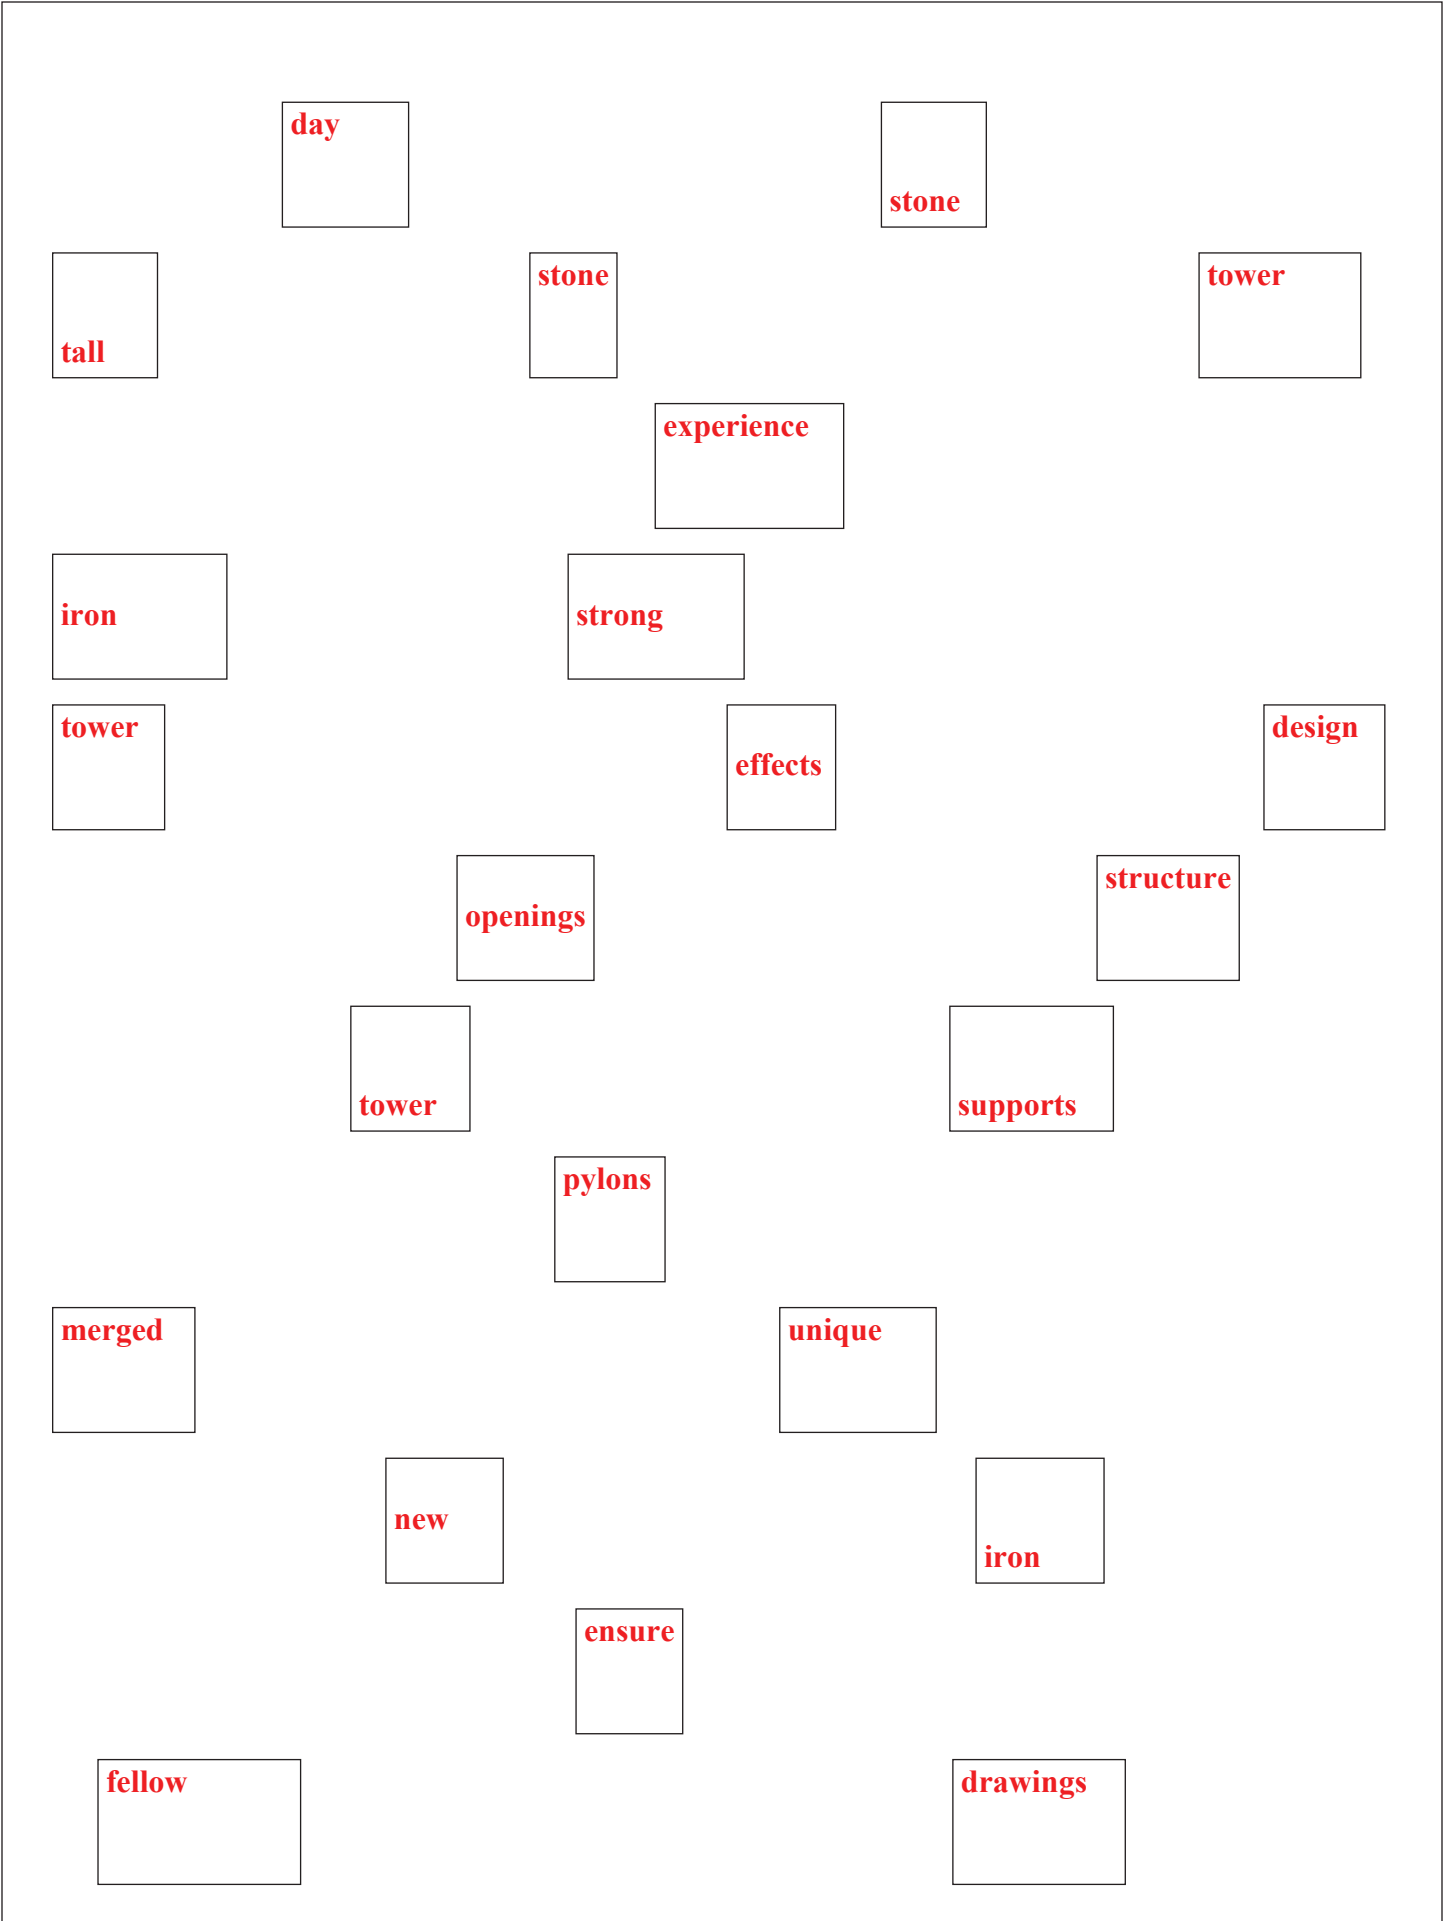 day
stone
tall
stone
tower
experience
iron
strong
tower
effects
design
openings
structure
tower
supports
pylons
merged
unique
new
iron
ensure
fellow
drawings